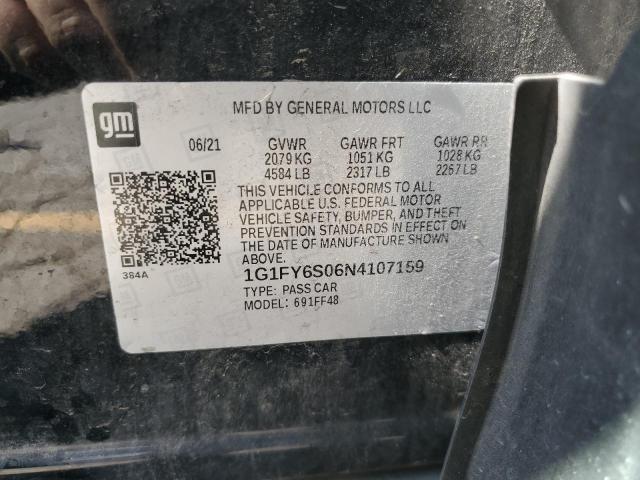 gm
MFD BY GENERAL MOTORS LLC
06/21 GVWR GAWR FRT GAWR RR
2079 KG 1051 KG 1028 KG
4584 LB 2317 LB 2267 LB
THIS VEHICLE CONFORMS TO ALL
APPLICABLE U.S. FEDERAL MOTOR
VEHICLE SAFETY, BUMPER, AND THEFT
PREVENTION STANDARDS IN EFFECT ON
THE DATE OF MANUFACTURE SHOWN
ABOVE.
384A
1G1FY6S06N4107159
TYPE: PASS CAR
MODEL: 691FF48